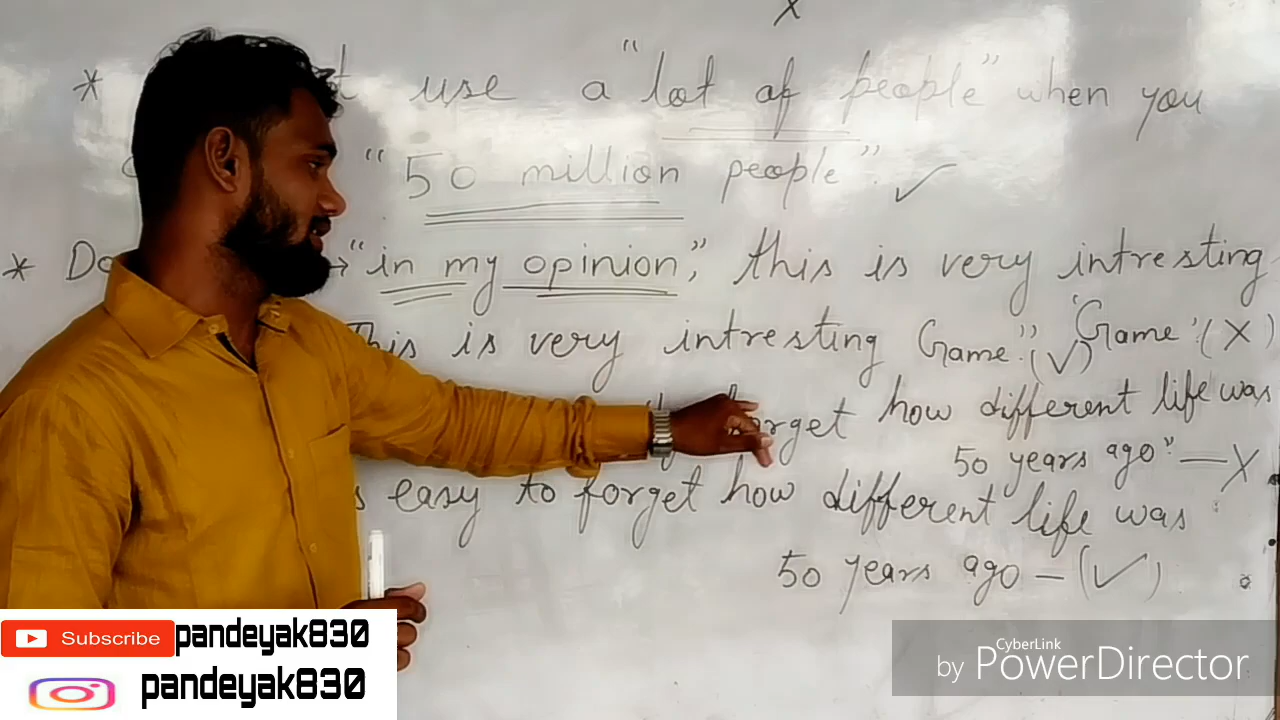 X
* t use a "lot of people" when you
"50 million people". ✓
* Do → "in my opinion," this is very intresting
"Game". (X)
This is very intresting Game". (✓)
forget how different life was
50 years ago" — X
s easy to forget how different life was
50 years ago — (✓)
Subscribe pandeyak830
pandeyak830
by CyberLink PowerDirector